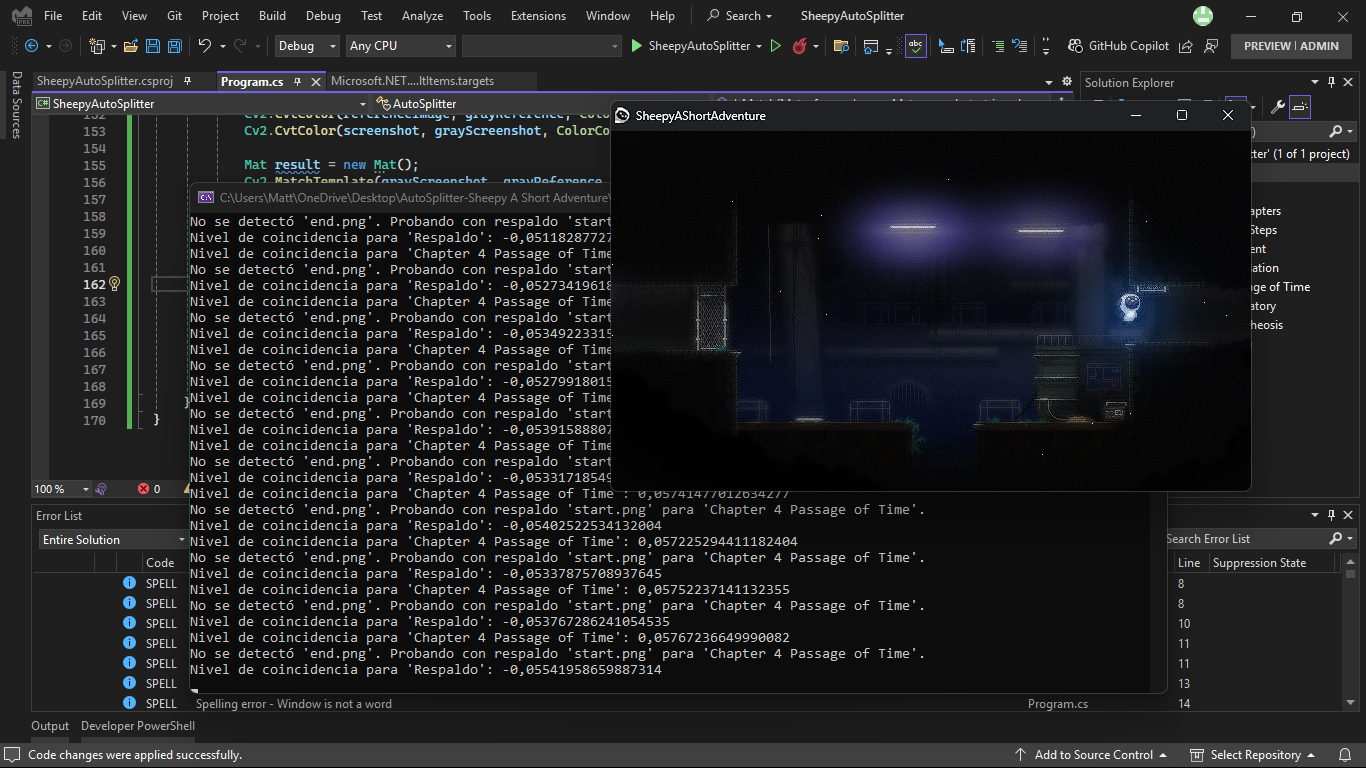 File Edit View Git Project Build Debug Test Analyze Tools Extensions Window Help Search SheepyAutoSplitter
Debug Any CPU SheepyAutoSplitter GitHub Copilot PREVIEW | ADMIN
Data Sources
SheepyAutoSplitter.csproj Program.cs Microsoft.NET....ltItems.targets
Solution Explorer
SheepyAutoSplitter AutoSplitter
SheepyAShortAdventure
153 Cv2.CvtColor(screenshot, grayScreenshot, ColorCo
154
155 Mat result = new Mat();
156
157
158
159
160
161
162
163
164
165
166
167
168
169 }
170 }
tter' (1 of 1 project)
apters
Steps
ent
ation
ge of Time
atory
heosis
C:\Users\Matt\OneDrive\Desktop\AutoSplitter-Sheepy A Short Adventure\
No se detectó 'end.png'. Probando con respaldo 'start
Nivel de coincidencia para 'Respaldo': -0,05118287727
Nivel de coincidencia para 'Chapter 4 Passage of Time
No se detectó 'end.png'. Probando con respaldo 'start
Nivel de coincidencia para 'Respaldo': -0,05273419618
Nivel de coincidencia para 'Chapter 4 Passage of Time
No se detectó 'end.png'. Probando con respaldo 'start
Nivel de coincidencia para 'Respaldo': -0,05349223315
Nivel de coincidencia para 'Chapter 4 Passage of Time
No se detectó 'end.png'. Probando con respaldo 'start
Nivel de coincidencia para 'Respaldo': -0,05279918015
Nivel de coincidencia para 'Chapter 4 Passage of Time
No se detectó 'end.png'. Probando con respaldo 'start
Nivel de coincidencia para 'Respaldo': -0,05391588807
Nivel de coincidencia para 'Chapter 4 Passage of Time
No se detectó 'end.png'. Probando con respaldo 'start
Nivel de coincidencia para 'Respaldo': -0,05331718549
Nivel de coincidencia para 'Chapter 4 Passage of Time': 0,05741477012634277
No se detectó 'end.png'. Probando con respaldo 'start.png' para 'Chapter 4 Passage of Time'.
Nivel de coincidencia para 'Respaldo': -0,05402522534132004
Nivel de coincidencia para 'Chapter 4 Passage of Time': 0,057225294411182404
No se detectó 'end.png'. Probando con respaldo 'start.png' para 'Chapter 4 Passage of Time'.
Nivel de coincidencia para 'Respaldo': -0,05337875708937645
Nivel de coincidencia para 'Chapter 4 Passage of Time': 0,05752237141132355
No se detectó 'end.png'. Probando con respaldo 'start.png' para 'Chapter 4 Passage of Time'.
Nivel de coincidencia para 'Respaldo': -0,053767286241054535
Nivel de coincidencia para 'Chapter 4 Passage of Time': 0,05767236649990082
No se detectó 'end.png'. Probando con respaldo 'start.png' para 'Chapter 4 Passage of Time'.
Nivel de coincidencia para 'Respaldo': -0,05541958659887314
100 % 0
Error List
Entire Solution Search Error List
Code Line Suppression State
SPELL 8
SPELL 8
SPELL 10
SPELL 11
SPELL 11
SPELL 13
SPELL Spelling error - Window is not a word Program.cs 14
Output Developer PowerShell
Code changes were applied successfully. Add to Source Control Select Repository